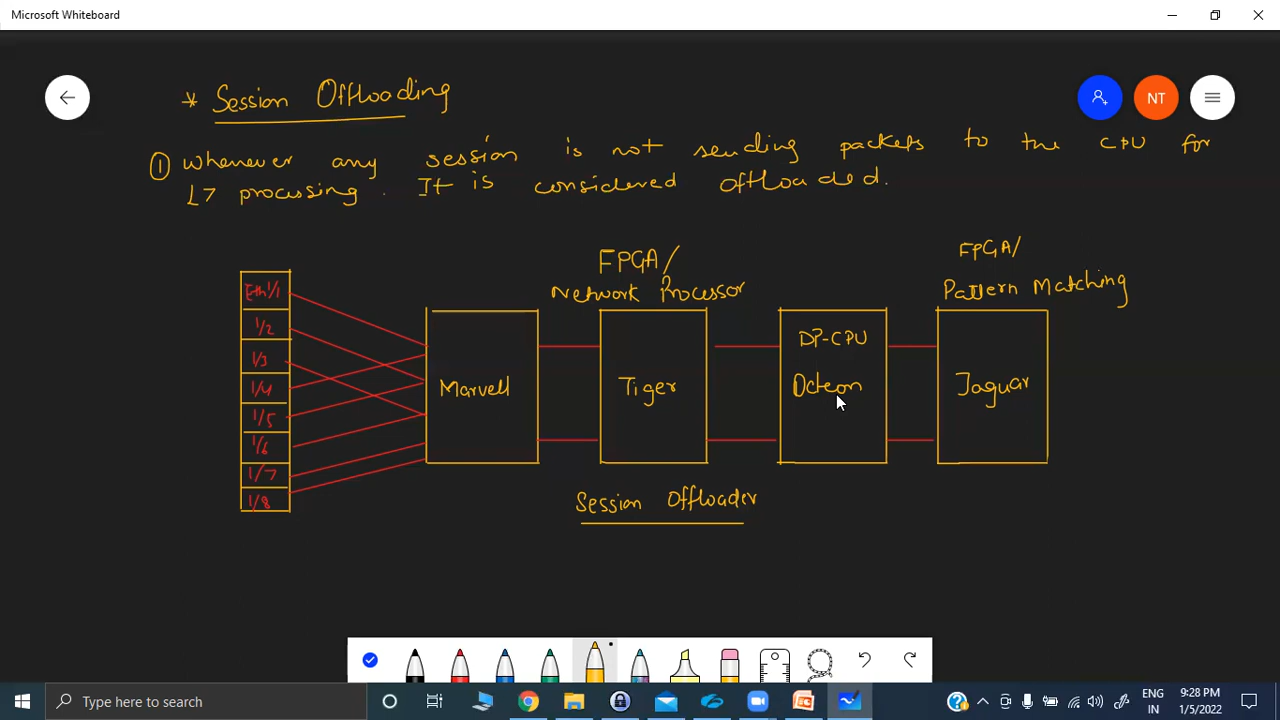 Microsoft Whiteboard
* Session Offloading
NT
① Whenever any session is not sending packets to the CPU for
L7 processing. It is considered offloaded.
FPGA/
Network Processor
FPGA/
Pattern Matching
Eth1/1
1/2
1/3
1/4
1/5
1/6
1/7
1/8
Marvell
Tiger
DP-CPU
Octeon
Jaguar
Session Offloader
Type here to search
ENG
IN
9:28 PM
1/5/2022